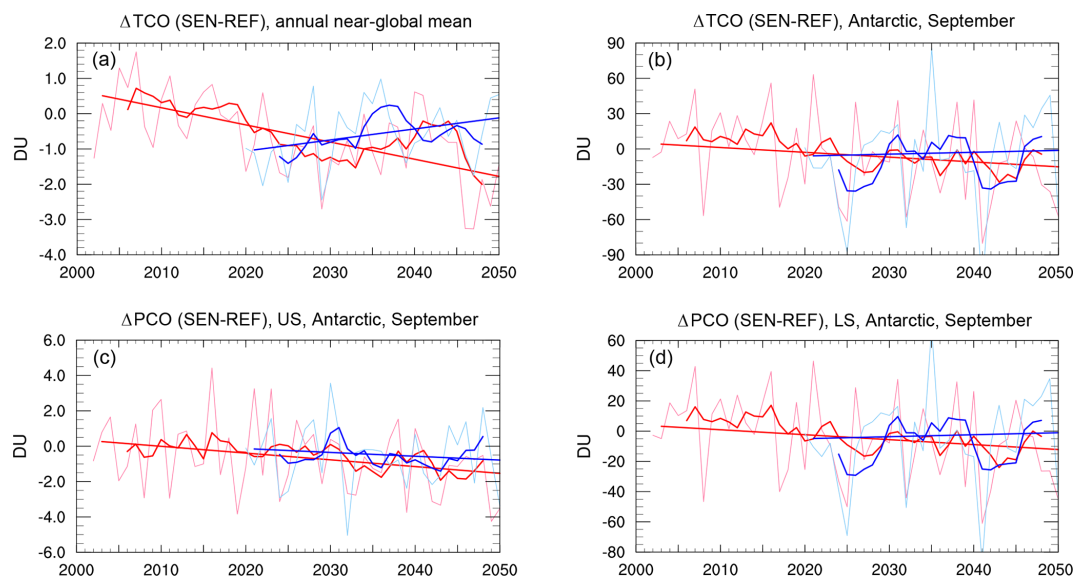 ΔTCO (SEN-REF), annual near-global mean
(a)
DU
2.0
1.0
0.0
-1.0
-2.0
-3.0
-4.0
2000 2010 2020 2030 2040 2050
ΔTCO (SEN-REF), Antarctic, September
(b)
DU
90
60
30
0
-30
-60
-90
2000 2010 2020 2030 2040 2050
ΔPCO (SEN-REF), US, Antarctic, September
(c)
DU
6.0
4.0
2.0
0.0
-2.0
-4.0
-6.0
2000 2010 2020 2030 2040 2050
ΔPCO (SEN-REF), LS, Antarctic, September
(d)
DU
60
40
20
0
-20
-40
-60
-80
2000 2010 2020 2030 2040 2050